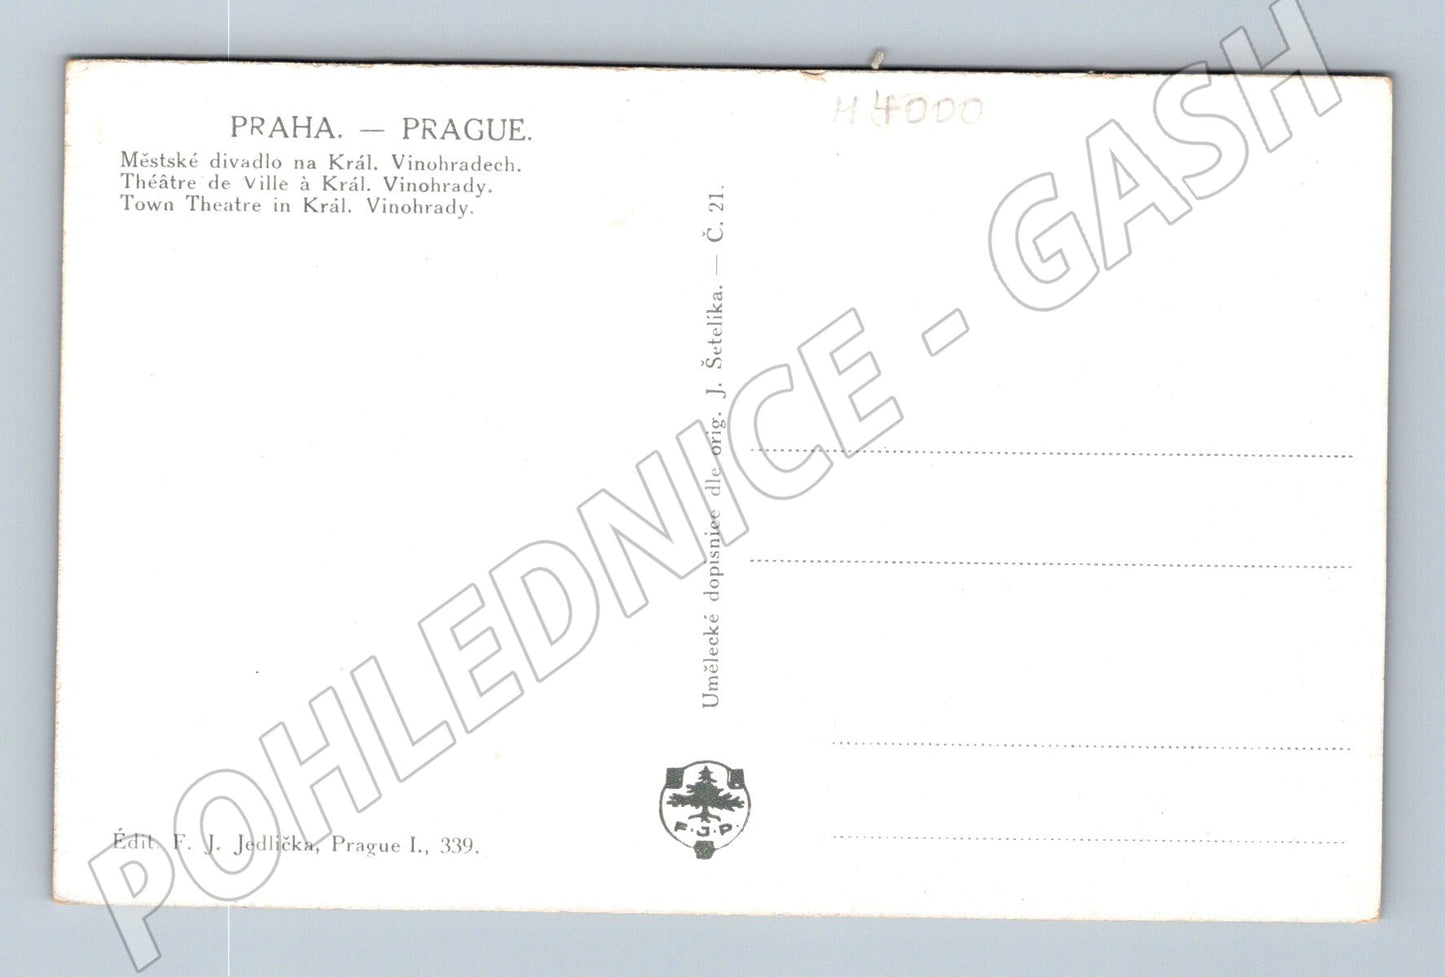 H 4000
PRAHA. — PRAGUE.
Městské divadlo na Král. Vinohradech.
Théâtre de Ville à Král. Vinohrady.
Town Theatre in Král. Vinohrady.
Umělecké dopisnice dle orig. J. Šetelíka. — Č. 21.
F. J. P.
Édit. F. J. Jedlička, Prague I., 339.
POHLEDNICE - GASH